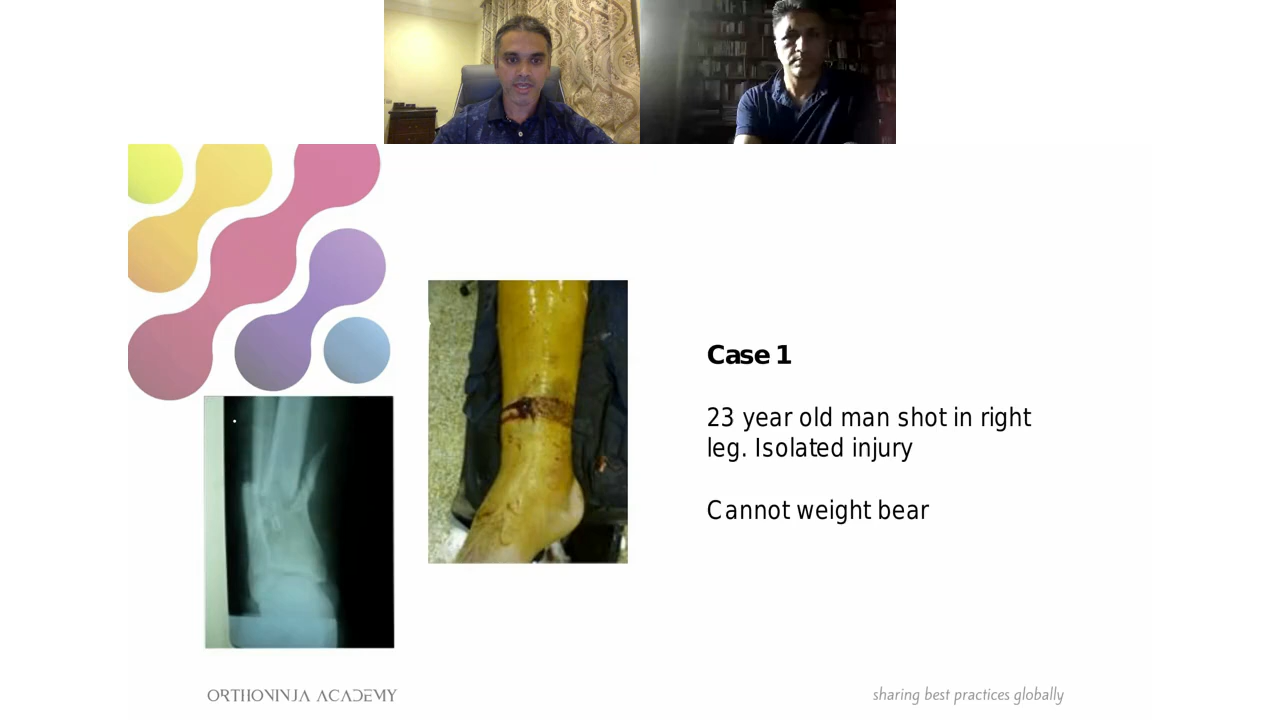 Case 1
23 year old man shot in right
leg. Isolated injury
Cannot weight bear
ORTHONINJA ACADEMY
sharing best practices globally